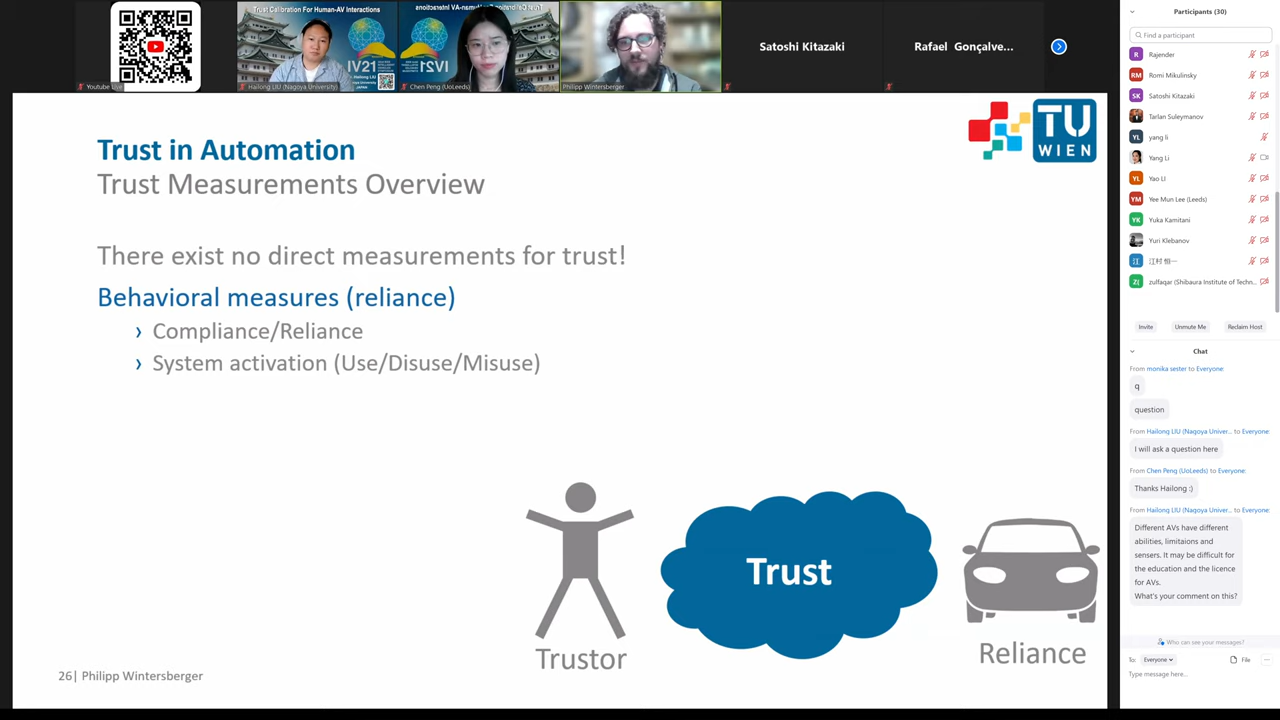 Trust Calibration For Human-AV Interactions
IV21
Youtube Live
Hailong LIU (Nagoya University)
Chen Peng (UoLeeds)
Philipp Wintersberger
Satoshi Kitazaki
Rafael Gonçalve...
Trust in Automation
Trust Measurements Overview
TU
WIEN
There exist no direct measurements for trust!
Behavioral measures (reliance)
› Compliance/Reliance
› System activation (Use/Disuse/Misuse)
Trust
Trustor
Reliance
26| Philipp Wintersberger
Participants (30)
Find a participant
R Rajender
RM Romi Mikulinsky
SK Satoshi Kitazaki
Tarlan Suleymanov
YL yang li
Yang Li
YL Yao LI
YM Yee Mun Lee (Leeds)
YK Yuka Kamitani
Yuri Klebanov
江 江村 恒一
Z( zulfaqar (Shibaura Institute of Techn...
Invite
Unmute Me
Reclaim Host
Chat
From monika sester to Everyone:
q
question
From Hailong LIU (Nagoya Univer... to Everyone:
I will ask a question here
From Chen Peng (UoLeeds) to Everyone:
Thanks Hailong :)
From Hailong LIU (Nagoya Univer... to Everyone:
Different AVs have different
abilities, limitaions and
sensers. It may be difficult for
the education and the licence
for AVs.
What's your comment on this?
Who can see your messages?
To: Everyone
File
Type message here...